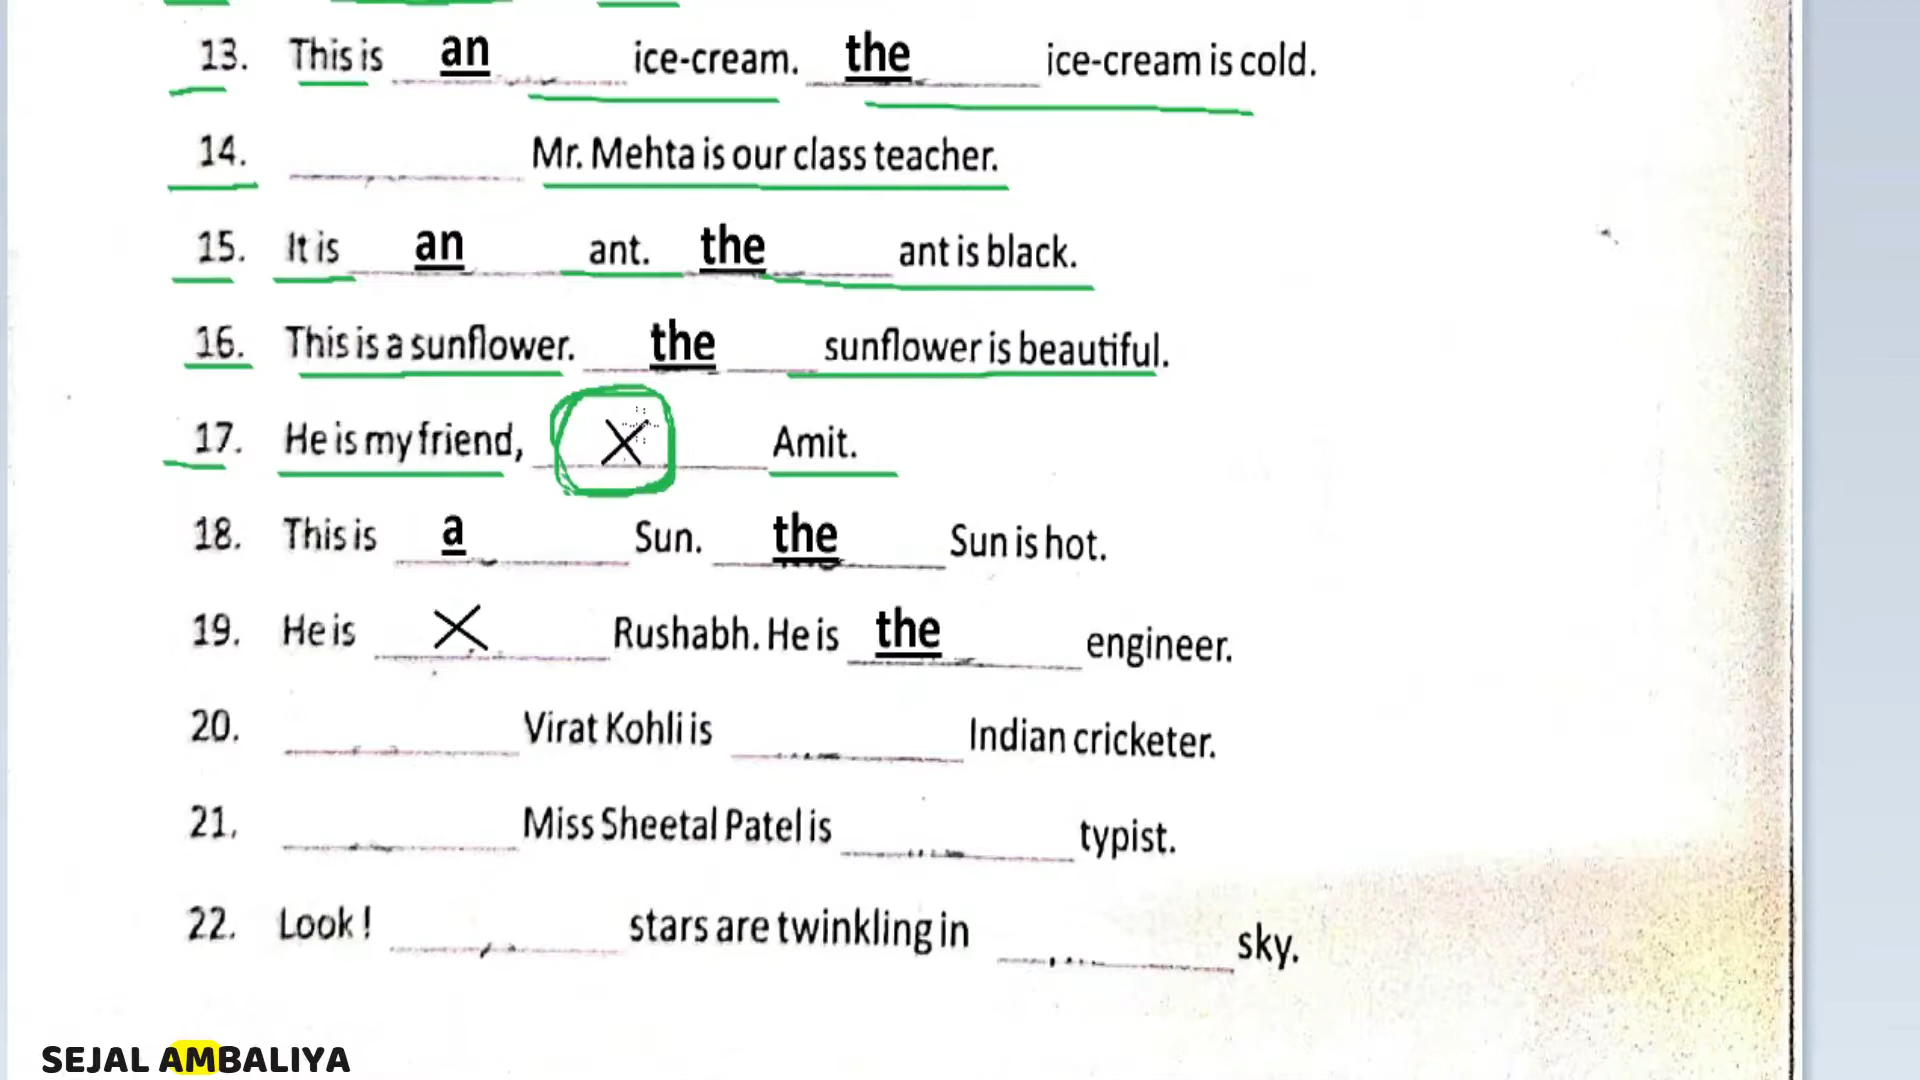 13. This is an ice-cream. the ice-cream is cold.
14. Mr. Mehta is our class teacher.
15. It is an ant. the ant is black.
16. This is a sunflower. the sunflower is beautiful.
17. He is my friend, X Amit.
18. This is a Sun. the Sun is hot.
19. He is X Rushabh. He is the engineer.
20. Virat Kohli is Indian cricketer.
21. Miss Sheetal Patel is typist.
22. Look ! stars are twinkling in sky.
SEJAL AMBALIYA